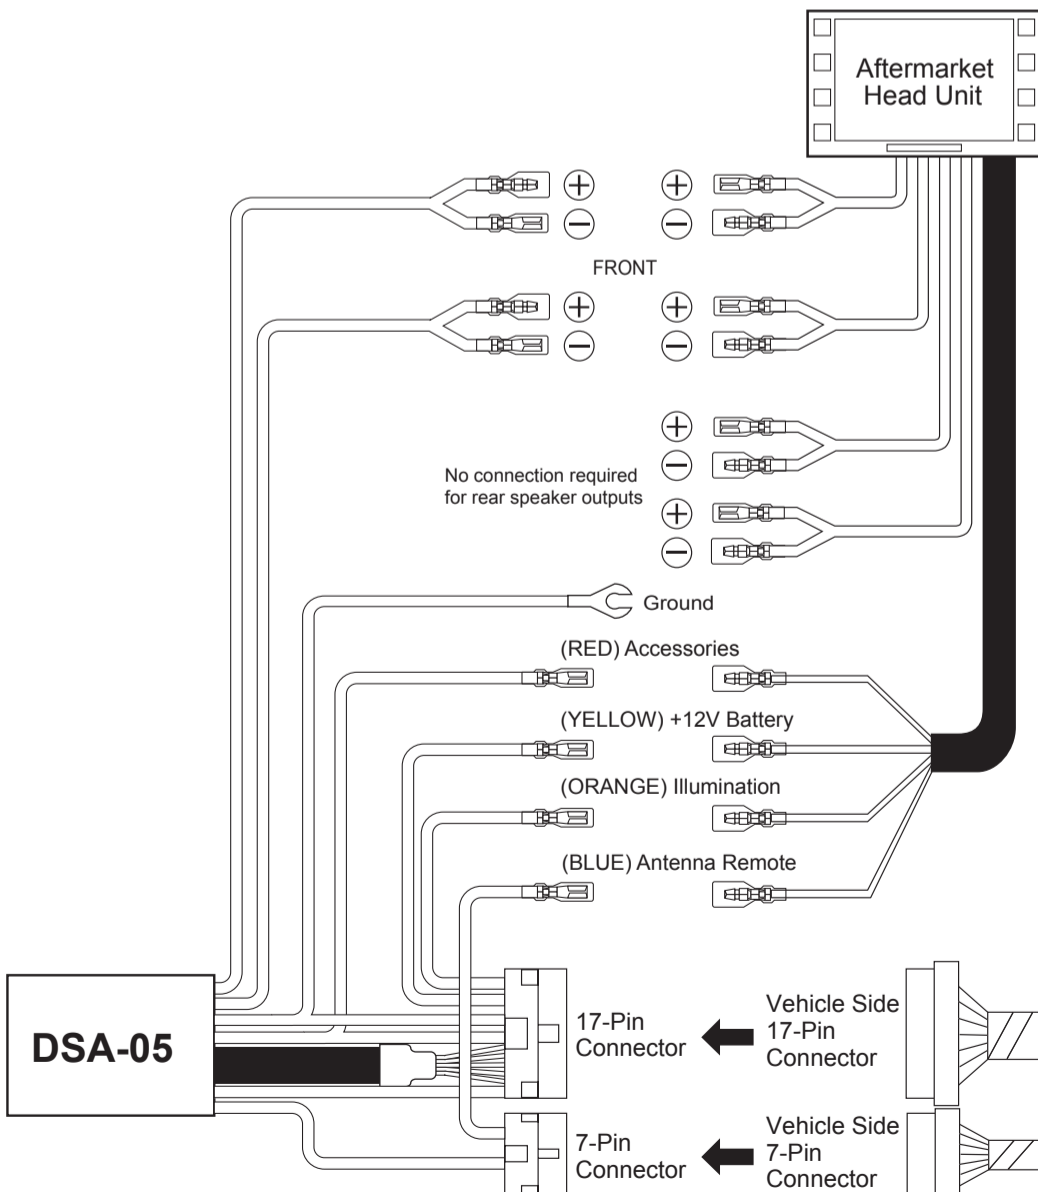 Aftermarket
Head Unit
+ +
− −
FRONT
+ +
− −
+
−
No connection required
for rear speaker outputs
+
−
Ground
(RED) Accessories
(YELLOW) +12V Battery
(ORANGE) Illumination
(BLUE) Antenna Remote
DSA-05
17-Pin
Connector
Vehicle Side
17-Pin
Connector
7-Pin
Connector
Vehicle Side
7-Pin
Connector